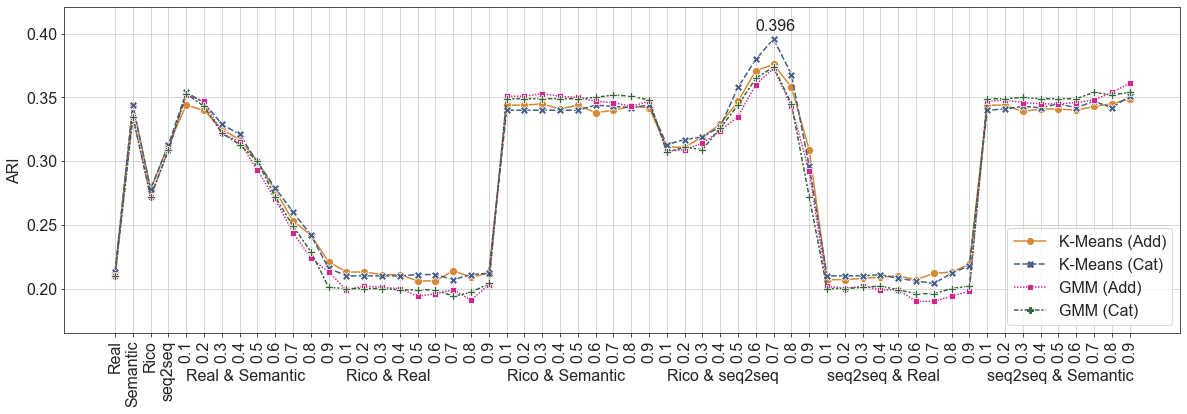 0.396
0.40
0.35
0.30
0.25
0.20
ARI
K-Means (Add)
K-Means (Cat)
GMM (Add)
GMM (Cat)
Real
Semantic
Rico
seq2seq
0.1 0.2 0.3 0.4 0.5 0.6 0.7 0.8 0.9
0.1 0.2 0.3 0.4 0.5 0.6 0.7 0.8 0.9
0.1 0.2 0.3 0.4 0.5 0.6 0.7 0.8 0.9
0.1 0.2 0.3 0.4 0.5 0.6 0.7 0.8 0.9
0.1 0.2 0.3 0.4 0.5 0.6 0.7 0.8 0.9
0.1 0.2 0.3 0.4 0.5 0.6 0.7 0.8 0.9
Real & Semantic
Rico & Real
Rico & Semantic
Rico & seq2seq
seq2seq & Real
seq2seq & Semantic